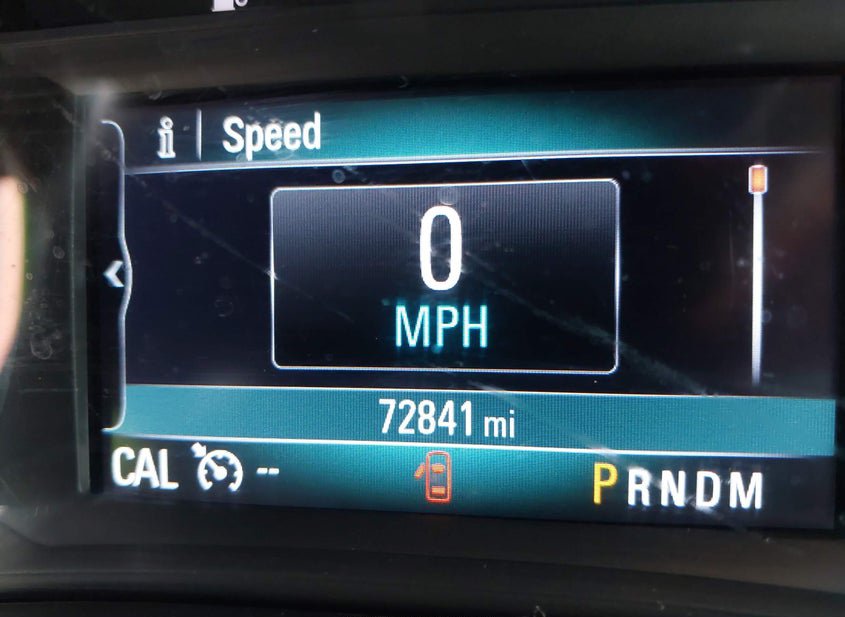 i Speed
0
MPH
72841 mi
CAL -- PRNDM